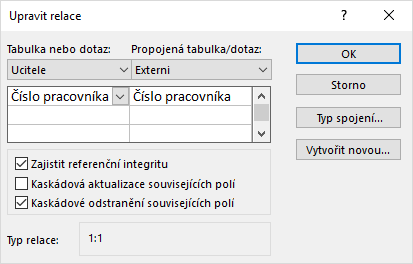 Upravit relace
Tabulka nebo dotaz: Propojená tabulka/dotaz:
Ucitele Externi
Číslo pracovníka Číslo pracovníka
Zajistit referenční integritu
Kaskádová aktualizace souvisejících polí
Kaskádové odstranění souvisejících polí
Typ relace: 1:1
OK
Storno
Typ spojení...
Vytvořit novou...